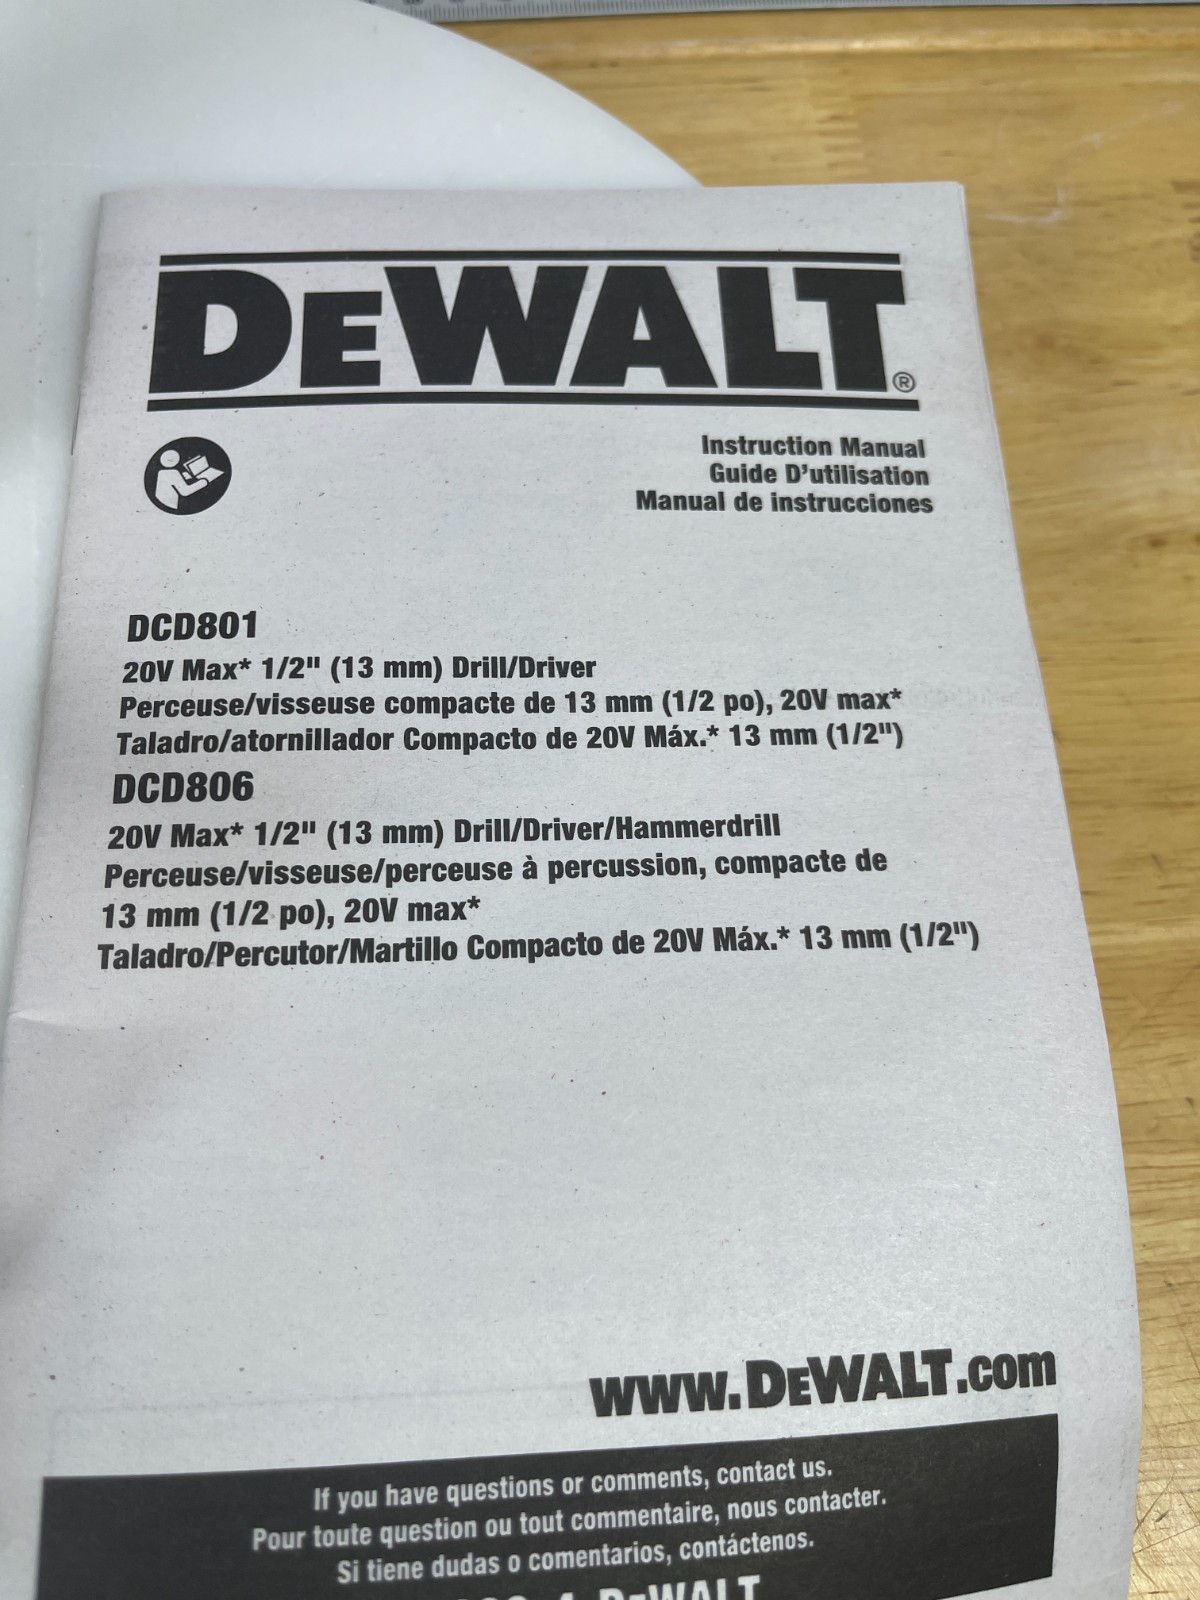 DEWALT®
Instruction Manual
Guide D'utilisation
Manual de instrucciones
DCD801
20V Max* 1/2" (13 mm) Drill/Driver
Perceuse/visseuse compacte de 13 mm (1/2 po), 20V max*
Taladro/atornillador Compacto de 20V Máx.* 13 mm (1/2")
DCD806
20V Max* 1/2" (13 mm) Drill/Driver/Hammerdrill
Perceuse/visseuse/perceuse à percussion, compacte de
13 mm (1/2 po), 20V max*
Taladro/Percutor/Martillo Compacto de 20V Máx.* 13 mm (1/2")
www.DEWALT.com
If you have questions or comments, contact us.
Pour toute question ou tout commentaire, nous contacter.
Si tiene dudas o comentarios, contáctenos.
DEWALT